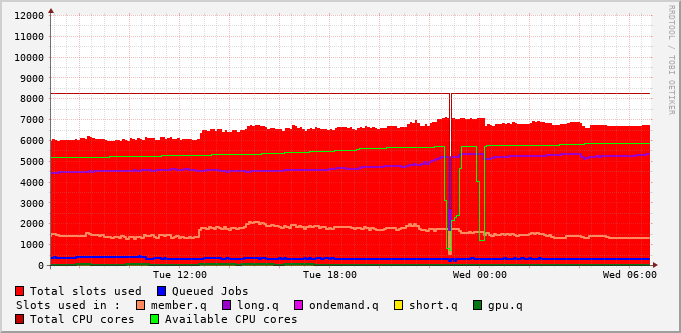 12000
11000
10000
9000
8000
7000
6000
5000
4000
3000
2000
1000
0
Tue 12:00 Tue 18:00 Wed 00:00 Wed 06:00
Total slots used Queued Jobs
Slots used in : member.q long.q ondemand.q short.q gpu.q
Total CPU cores Available CPU cores
RRDTOOL / TOBI OETIKER